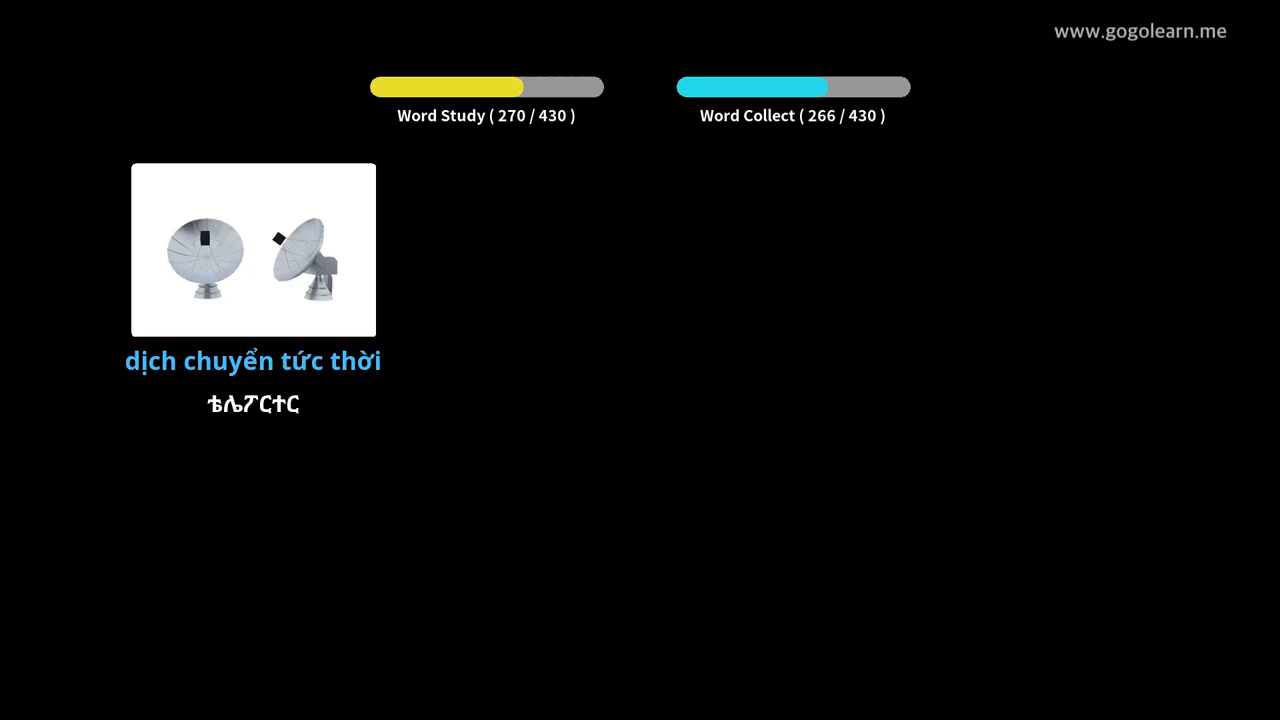 www.gogolearn.me
Word Study ( 270 / 430 )
Word Collect ( 266 / 430 )
dịch chuyển tức thời
ቴሌፖርተር